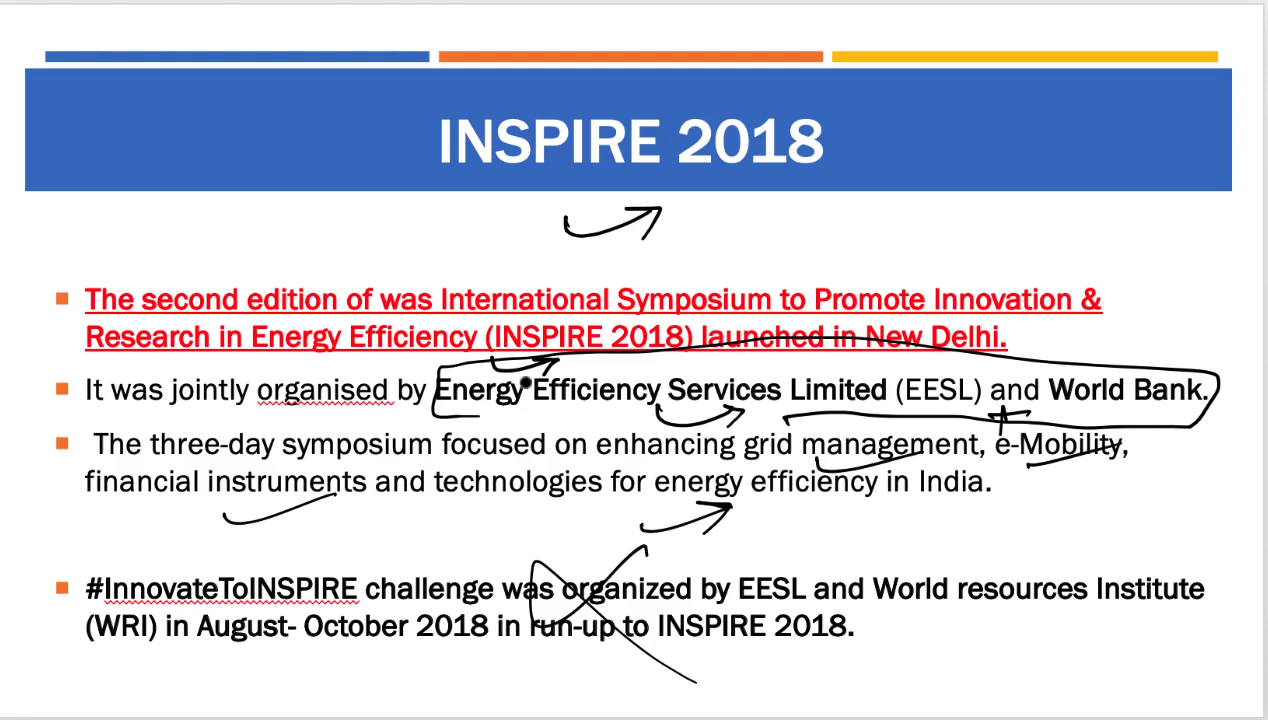 INSPIRE 2018
The second edition of was International Symposium to Promote Innovation &
Research in Energy Efficiency (INSPIRE 2018) launched in New Delhi.
It was jointly organised by Energy Efficiency Services Limited (EESL) and World Bank.
The three-day symposium focused on enhancing grid management, e-Mobility,
financial instruments and technologies for energy efficiency in India.
#InnovateToINSPIRE challenge was organized by EESL and World resources Institute
(WRI) in August- October 2018 in run-up to INSPIRE 2018.